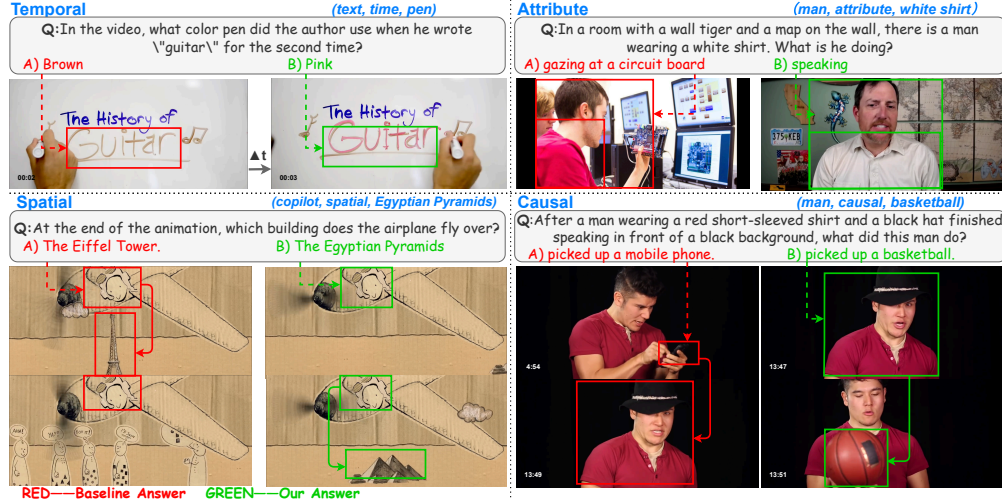 Temporal
(text, time, pen)
Q:In the video, what color pen did the author use when he wrote
\"guitar\" for the second time?
A) Brown
B) Pink
The History of
Guitar
00:02
▲t
The History of
Guitar
00:03
Attribute
(man, attribute, white shirt)
Q:In a room with a wall tiger and a map on the wall, there is a man
wearing a white shirt. What is he doing?
A) gazing at a circuit board
B) speaking
375 KEB
Spatial
(copilot, spatial, Egyptian Pyramids)
Q:At the end of the animation, which building does the airplane fly over?
A) The Eiffel Tower.
B) The Egyptian Pyramids
Causal
(man, causal, basketball)
Q:After a man wearing a red short-sleeved shirt and a black hat finished
speaking in front of a black background, what did this man do?
A) picked up a mobile phone.
B) picked up a basketball.
4:54
13:49
13:47
13:51
RED——Baseline Answer
GREEN——Our Answer